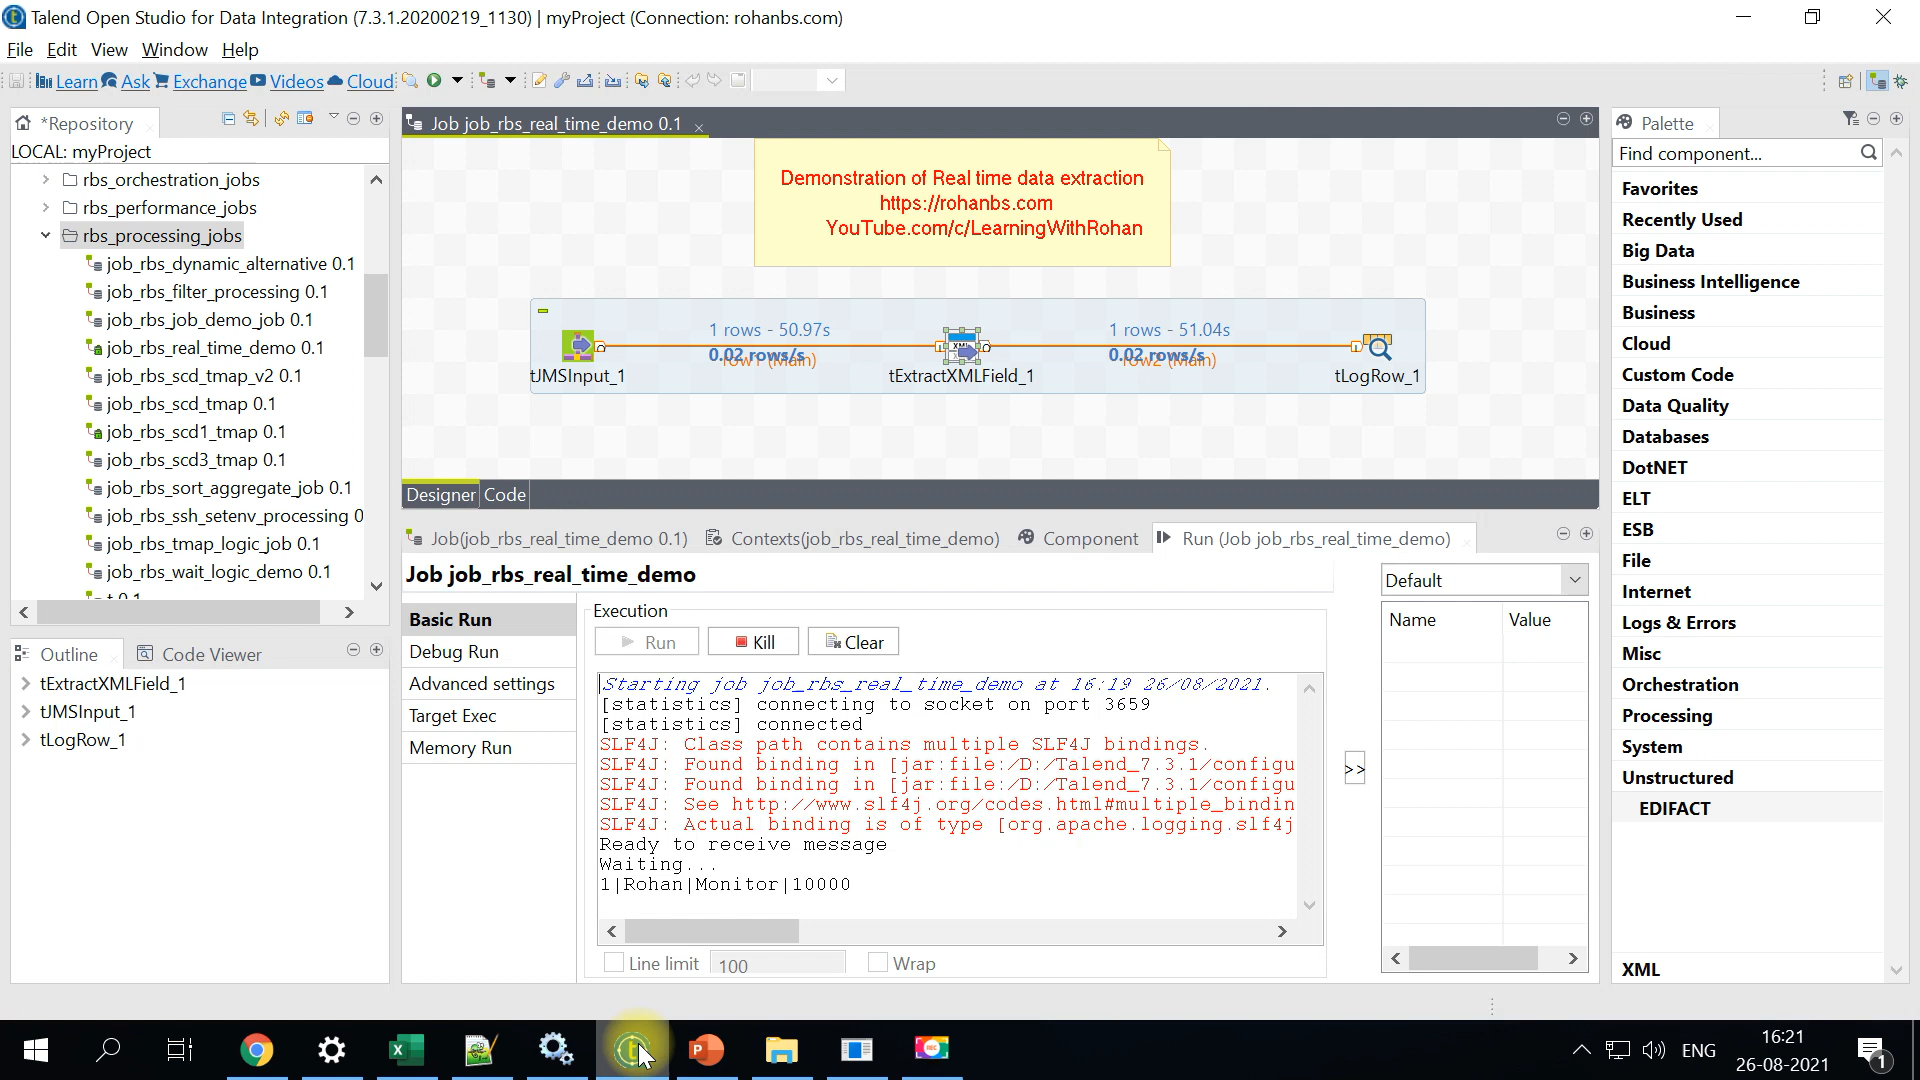 Talend Open Studio for Data Integration (7.3.1.20200219_1130) | myProject (Connection: rohanbs.com)
File Edit View Window Help
Learn Ask Exchange Videos Cloud
*Repository
LOCAL: myProject
rbs_orchestration_jobs
rbs_performance_jobs
rbs_processing_jobs
job_rbs_dynamic_alternative 0.1
job_rbs_filter_processing 0.1
job_rbs_job_demo_job 0.1
job_rbs_real_time_demo 0.1
job_rbs_scd_tmap_v2 0.1
job_rbs_scd_tmap 0.1
job_rbs_scd1_tmap 0.1
job_rbs_scd3_tmap 0.1
job_rbs_sort_aggregate_job 0.1
job_rbs_ssh_setenv_processing 0
job_rbs_tmap_logic_job 0.1
job_rbs_wait_logic_demo 0.1
Outline Code Viewer
tExtractXMLField_1
tJMSInput_1
tLogRow_1
Job job_rbs_real_time_demo 0.1
Demonstration of Real time data extraction
https://rohanbs.com
YouTube.com/c/LearningWithRohan
1 rows - 50.97s
0.02 rows/s
row1 (Main)
1 rows - 51.04s
0.02 rows/s
row2 (Main)
tJMSInput_1
tExtractXMLField_1
tLogRow_1
Designer Code
Job(job_rbs_real_time_demo 0.1) Contexts(job_rbs_real_time_demo) Component Run (Job job_rbs_real_time_demo)
Job job_rbs_real_time_demo
Basic Run
Debug Run
Advanced settings
Target Exec
Memory Run
Execution
Run Kill Clear
Starting job job_rbs_real_time_demo at 16:19 26/08/2021.
[statistics] connecting to socket on port 3659
[statistics] connected
SLF4J: Class path contains multiple SLF4J bindings.
SLF4J: Found binding in [jar:file:/D:/Talend_7.3.1/configu
SLF4J: Found binding in [jar:file:/D:/Talend_7.3.1/configu
SLF4J: See http://www.slf4j.org/codes.html#multiple_bindin
SLF4J: Actual binding is of type [org.apache.logging.slf4j
Ready to receive message
Waiting...
1|Rohan|Monitor|10000
Line limit 100 Wrap
>>
Default
Name Value
Palette
Find component...
Favorites
Recently Used
Big Data
Business Intelligence
Business
Cloud
Custom Code
Data Quality
Databases
DotNET
ELT
ESB
File
Internet
Logs & Errors
Misc
Orchestration
Processing
System
Unstructured
EDIFACT
XML
ENG
16:21
26-08-2021
1